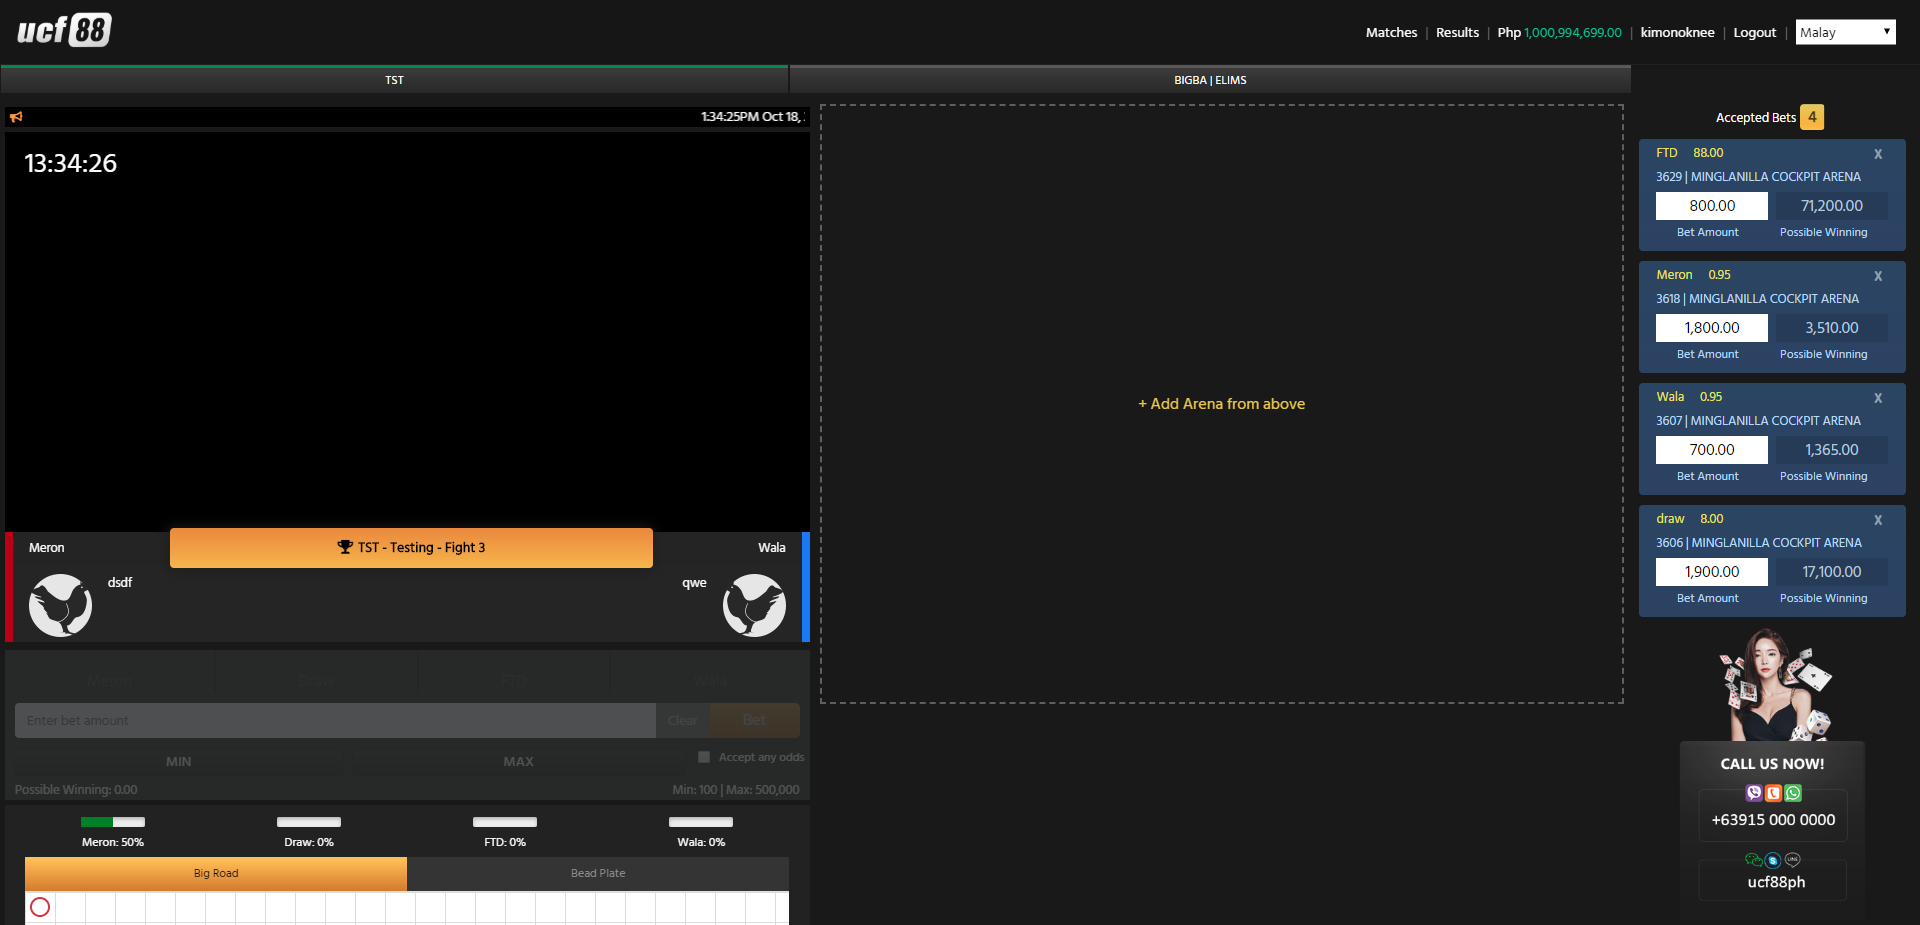 ucf 88
Matches | Results | Php 1,000,994,699.00 | kimonoknee | Logout | Malay
TST
BIGBA | ELIMS
1:34:25PM Oct 18,
13:34:26
Meron
TST - Testing - Fight 3
Wala
dsdf
qwe
Meron
Draw
FTD
Wala
Enter bet amount
Clear
Bet
MIN
MAX
Accept any odds
Possible Winning: 0.00
Min: 100 | Max: 500,000
Meron: 50%
Draw: 0%
FTD: 0%
Wala: 0%
Big Road
Bead Plate
+ Add Arena from above
Accepted Bets 4
FTD 88.00 X
3629 | MINGLANILLA COCKPIT ARENA
800.00 71,200.00
Bet Amount Possible Winning
Meron 0.95 X
3618 | MINGLANILLA COCKPIT ARENA
1,800.00 3,510.00
Bet Amount Possible Winning
Wala 0.95 X
3607 | MINGLANILLA COCKPIT ARENA
700.00 1,365.00
Bet Amount Possible Winning
draw 8.00 X
3606 | MINGLANILLA COCKPIT ARENA
1,900.00 17,100.00
Bet Amount Possible Winning
CALL US NOW!
+63915 000 0000
LINE
ucf88ph